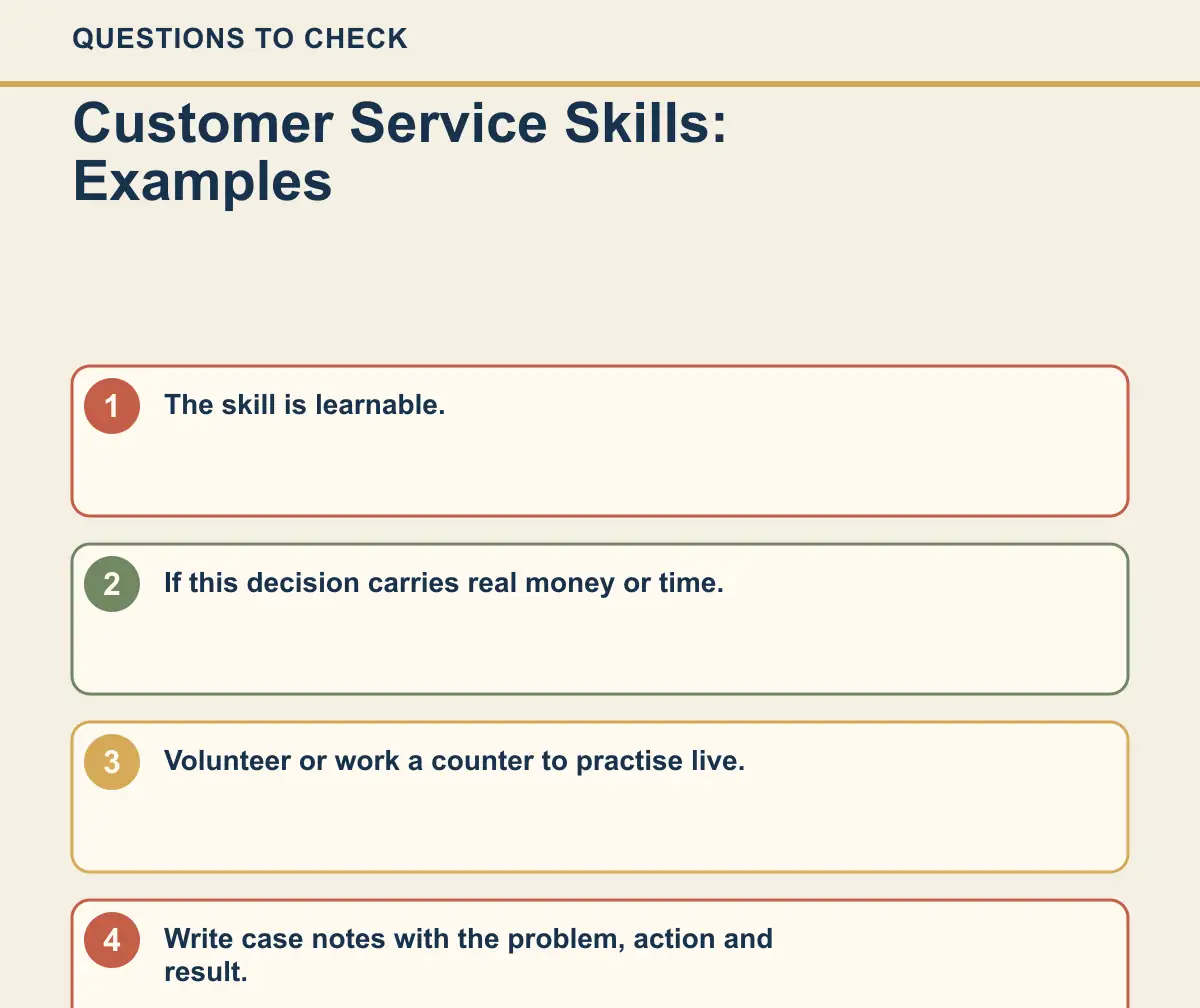 QUESTIONS TO CHECK
Customer Service Skills:
Examples
1 The skill is learnable.
2 If this decision carries real money or time.
3 Volunteer or work a counter to practise live.
4 Write case notes with the problem, action and
result.